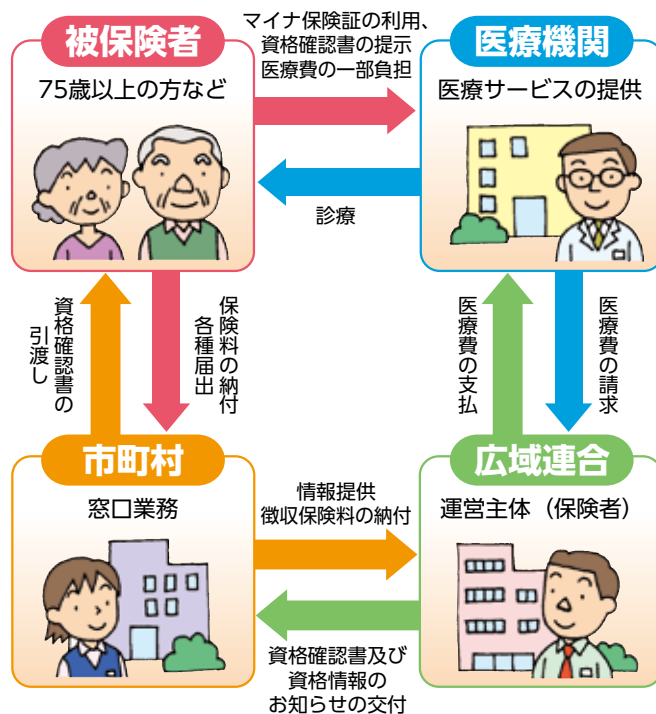 マイナ保険証の利用、
資格確認書の提示
医療費の一部負担
被保険者
75歳以上の方など
医療機関
医療サービスの提供
診療
資格確認書の
引渡し
保険料の納付
各種届出
医療費の支払
医療費の請求
市町村
窓口業務
情報提供
徴収保険料の納付
広域連合
運営主体（保険者）
資格確認書及び
資格情報の
お知らせの交付